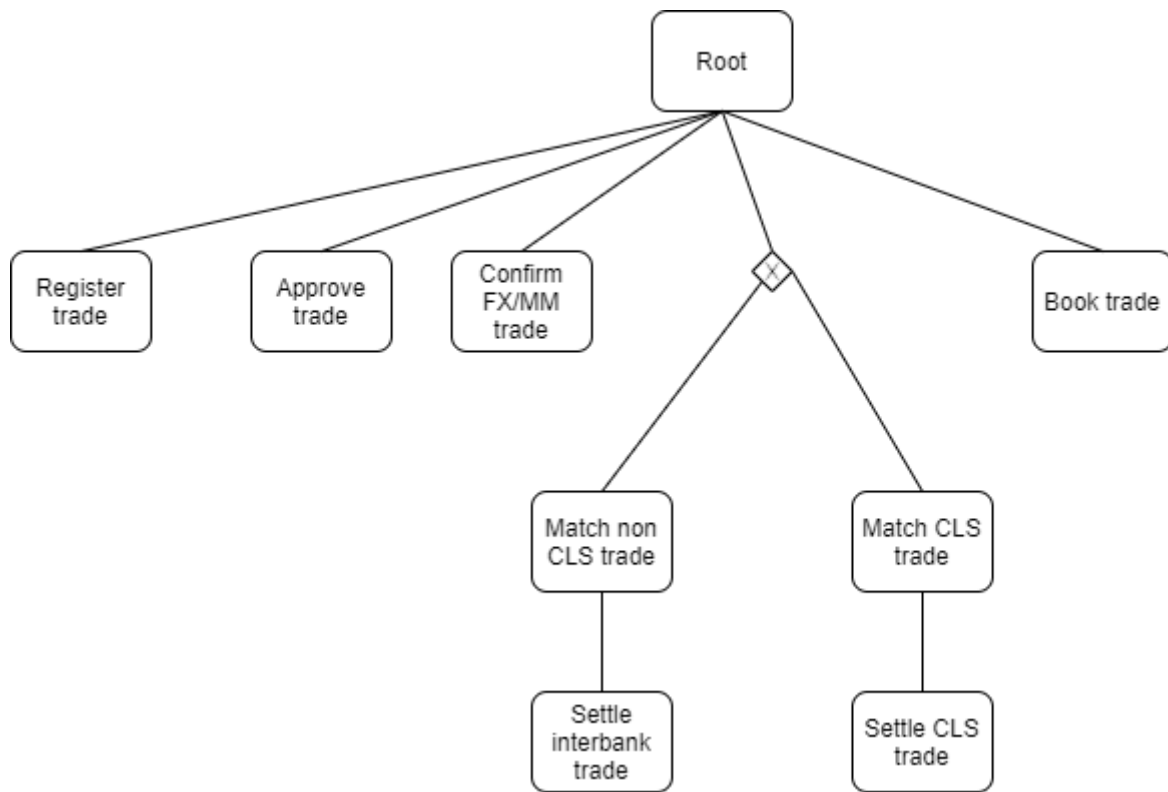 Root
Register
trade
Approve
trade
Confirm
FX/MM
trade
X
Book trade
Match non
CLS trade
Match CLS
trade
Settle
interbank
trade
Settle CLS
trade